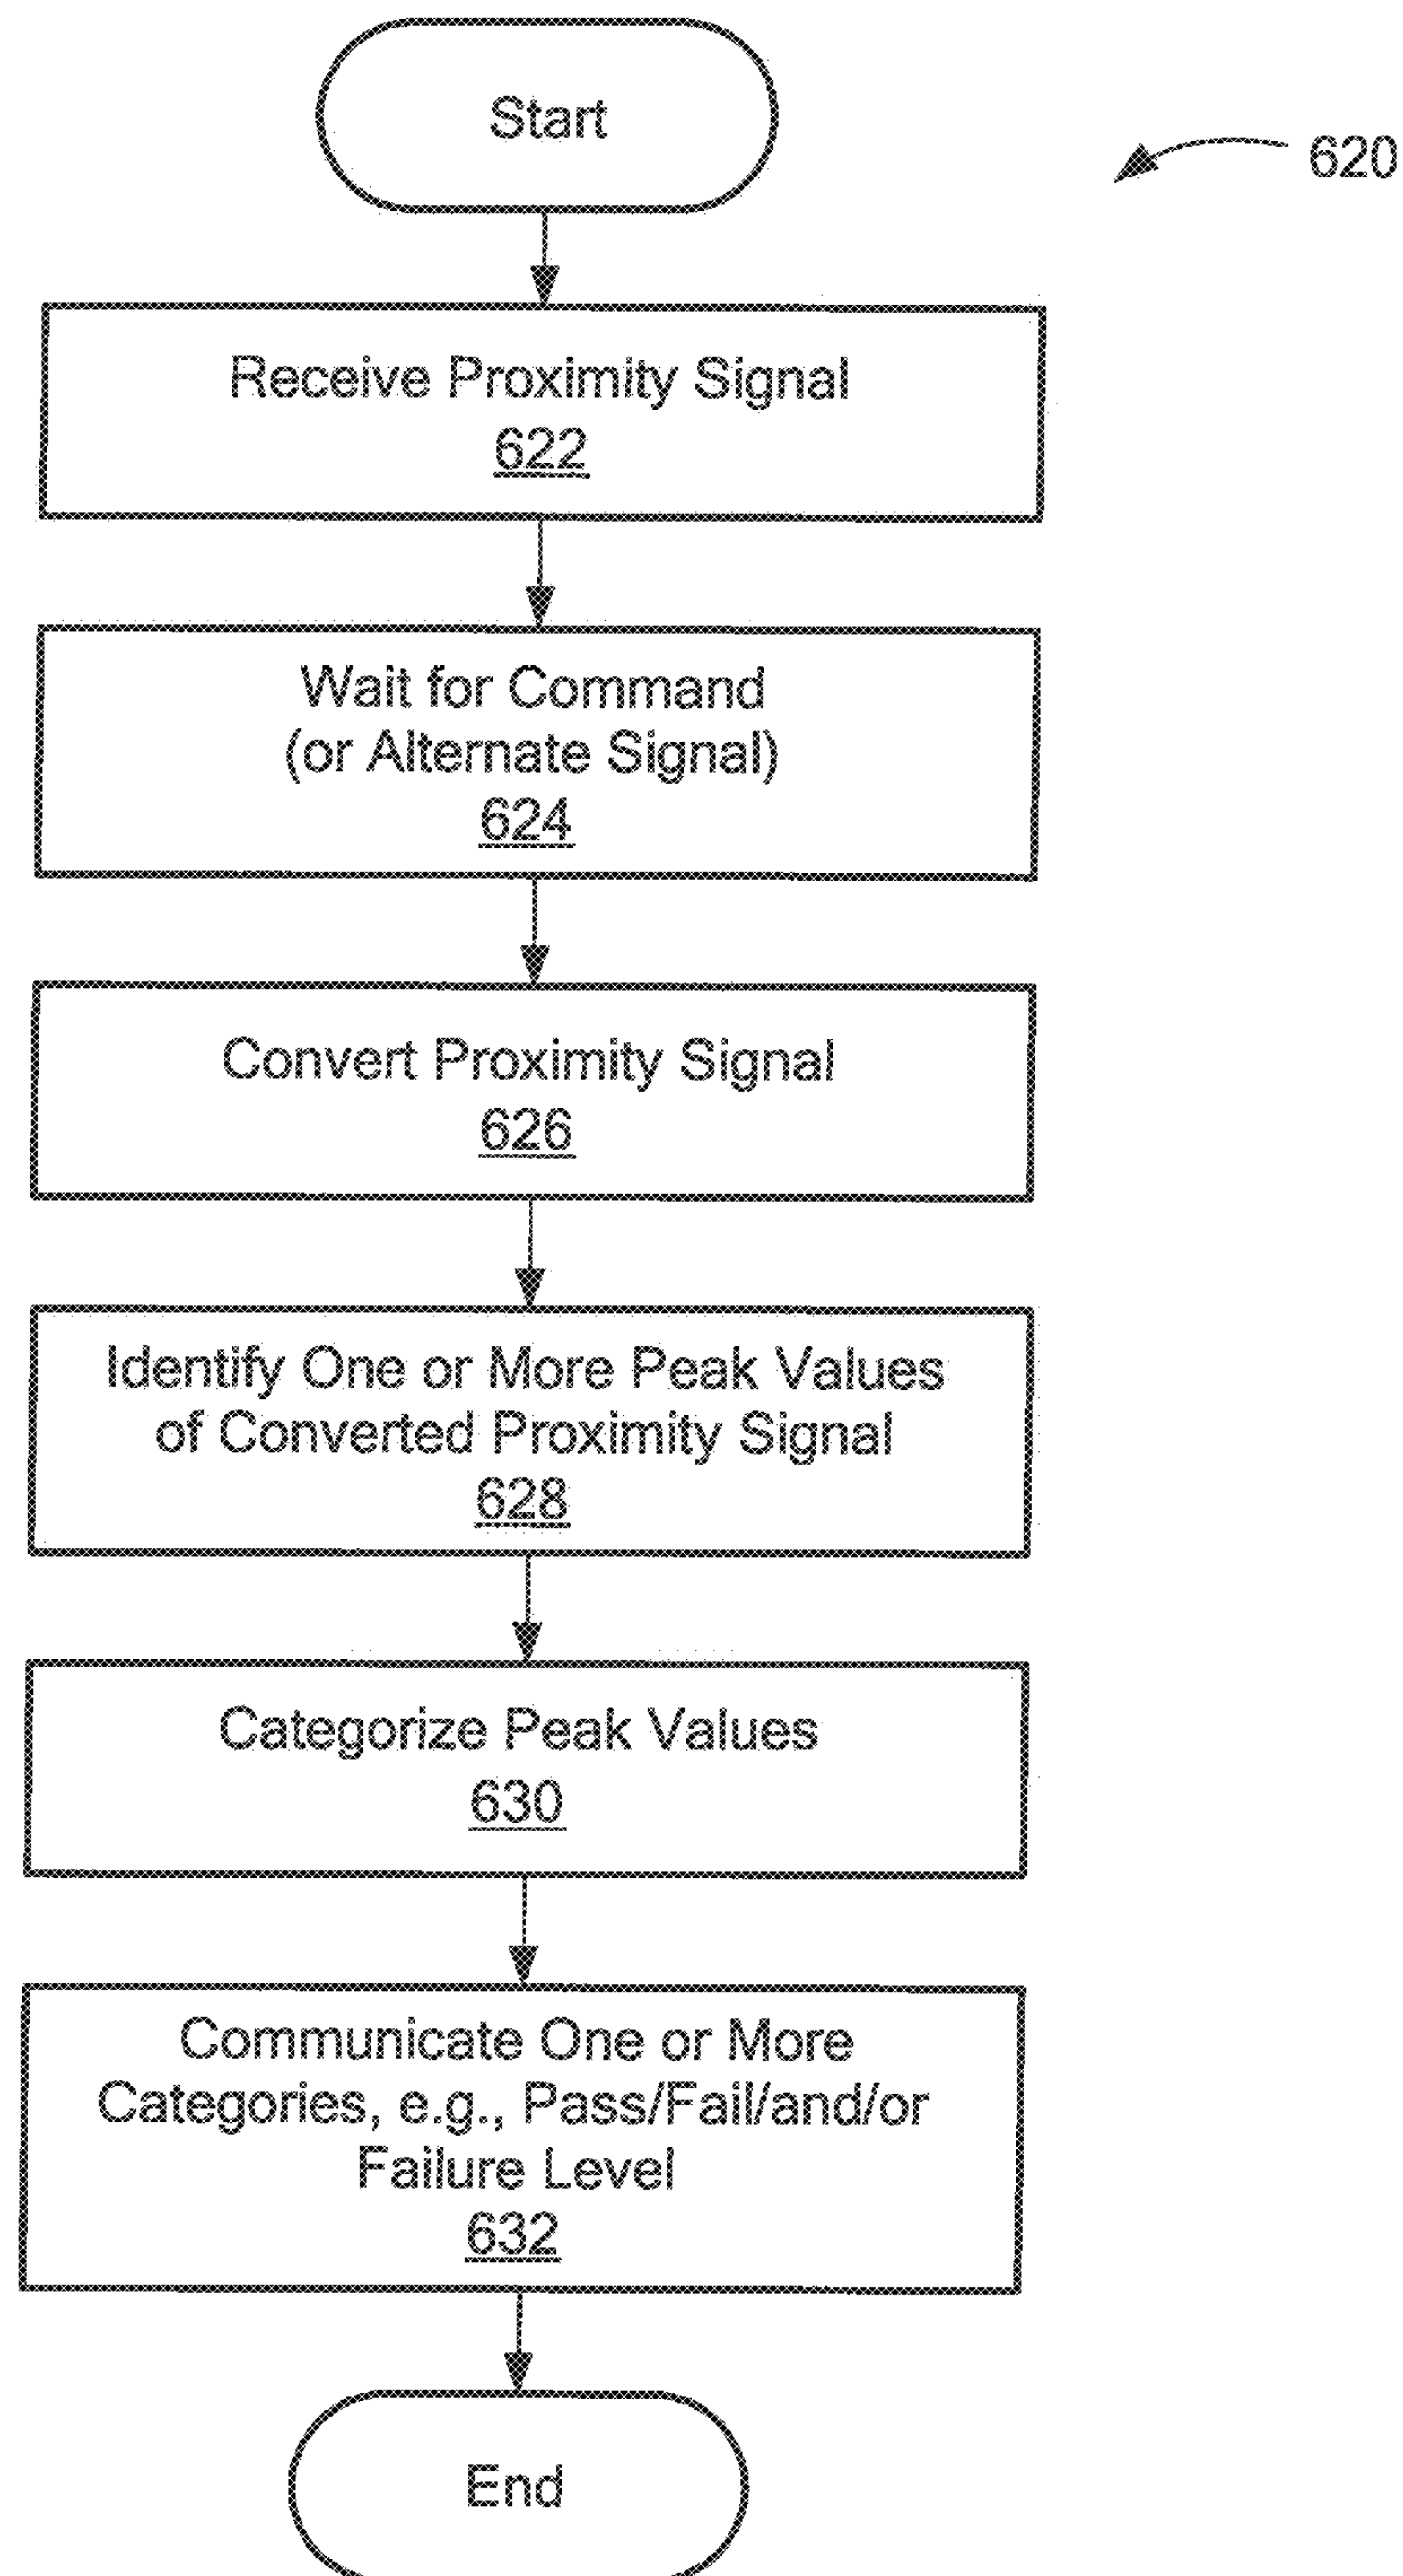 Start
620
Receive Proximity Signal
622
Wait for Command
(or Alternate Signal)
624
Convert Proximity Signal
626
Identify One or More Peak Values
of Converted Proximity Signal
628
Categorize Peak Values
630
Communicate One or More
Categories, e.g., Pass/Fail/and/or
Failure Level
632
End